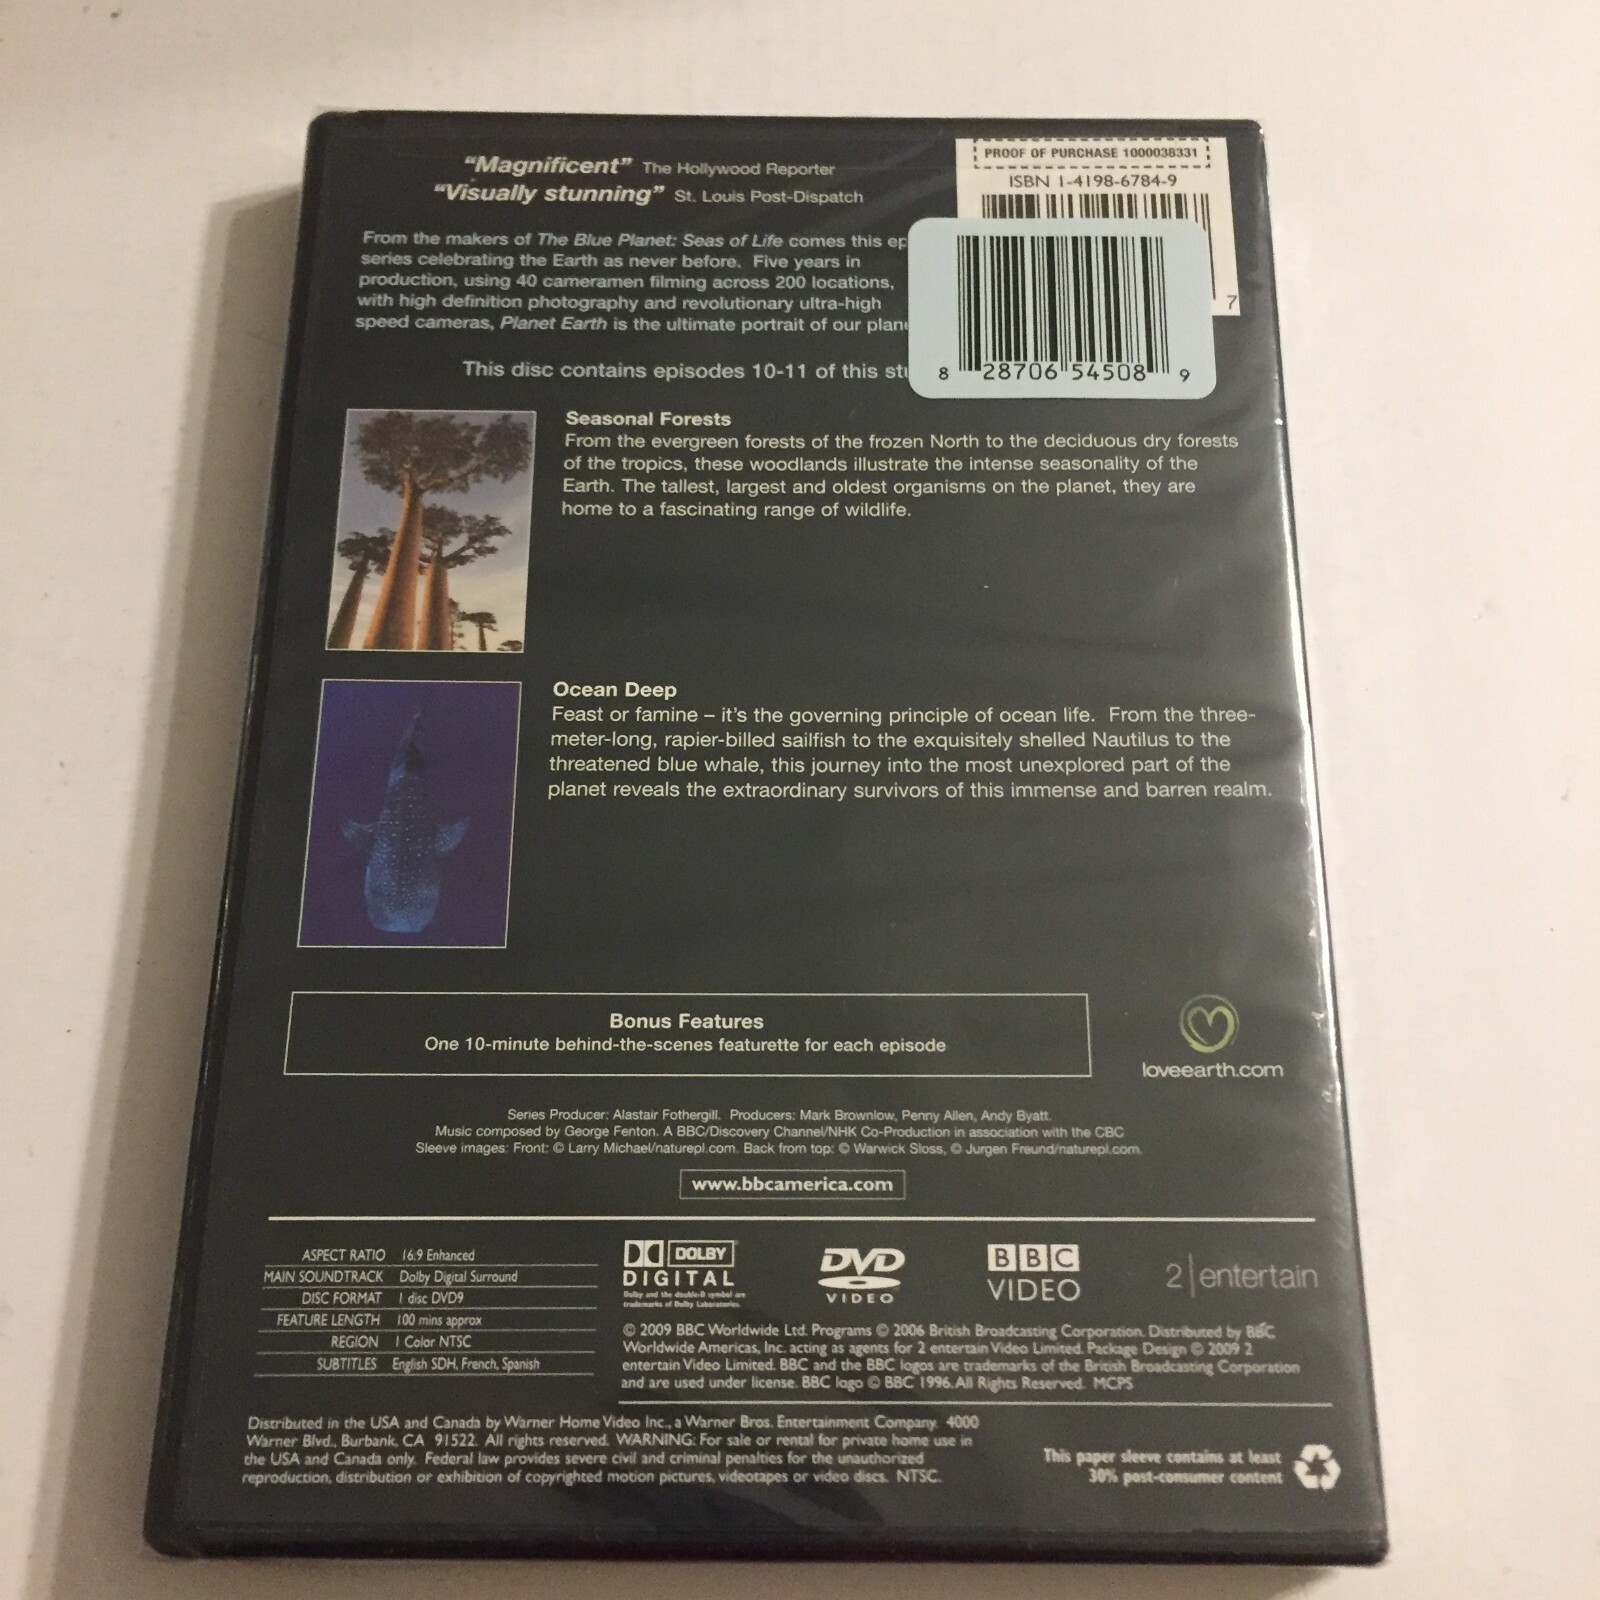 "Magnificent" The Hollywood Reporter
"Visually stunning" St. Louis Post-Dispatch
PROOF OF PURCHASE 1000038331
ISBN 1-4198-6784-9
7
8 28706 54508 9
From the makers of The Blue Planet: Seas of Life comes this ep
series celebrating the Earth as never before. Five years in
production, using 40 cameramen filming across 200 locations,
with high definition photography and revolutionary ultra-high
speed cameras, Planet Earth is the ultimate portrait of our plan
This disc contains episodes 10-11 of this
Seasonal Forests
From the evergreen forests of the frozen North to the deciduous dry forests
of the tropics, these woodlands illustrate the intense seasonality of the
Earth. The tallest, largest and oldest organisms on the planet, they are
home to a fascinating range of wildlife.
Ocean Deep
Feast or famine – it's the governing principle of ocean life. From the three-
meter-long, rapier-billed sailfish to the exquisitely shelled Nautilus to the
threatened blue whale, this journey into the most unexplored part of the
planet reveals the extraordinary survivors of this immense and barren realm.
Bonus Features
One 10-minute behind-the-scenes featurette for each episode
loveearth.com
Series Producer: Alastair Fothergill. Producers: Mark Brownlow, Penny Allen, Andy Byatt.
Music composed by George Fenton. A BBC/Discovery Channel/NHK Co-Production in association with the CBC
Sleeve images: Front: © Larry Michael/naturepl.com. Back from top: © Warwick Sloss, © Jurgen Freund/naturepl.com.
www.bbcamerica.com
ASPECT RATIO 16:9 Enhanced
MAIN SOUNDTRACK Dolby Digital Surround
DISC FORMAT 1 disc DVD9
FEATURE LENGTH 100 mins approx
REGION 1 Color NTSC
SUBTITLES English SDH, French, Spanish
DOLBY
DIGITAL
Dolby and the double-D symbol are
trademarks of Dolby Laboratories.
DVD
VIDEO
BBC
VIDEO
2|entertain
© 2009 BBC Worldwide Ltd. Programs © 2006 British Broadcasting Corporation. Distributed by BBC
Worldwide Americas, Inc. acting as agents for 2 entertain Video Limited. Package Design © 2009 2
entertain Video Limited. BBC and the BBC logos are trademarks of the British Broadcasting Corporation
and are used under license. BBC logo © BBC 1996. All Rights Reserved. MCPS
Distributed in the USA and Canada by Warner Home Video Inc., a Warner Bros. Entertainment Company. 4000
Warner Blvd., Burbank, CA 91522. All rights reserved. WARNING: For sale or rental for private home use in
the USA and Canada only. Federal law provides severe civil and criminal penalties for the unauthorized
reproduction, distribution or exhibition of copyrighted motion pictures, videotapes or video discs. NTSC.
This paper sleeve contains at least
30% post-consumer content